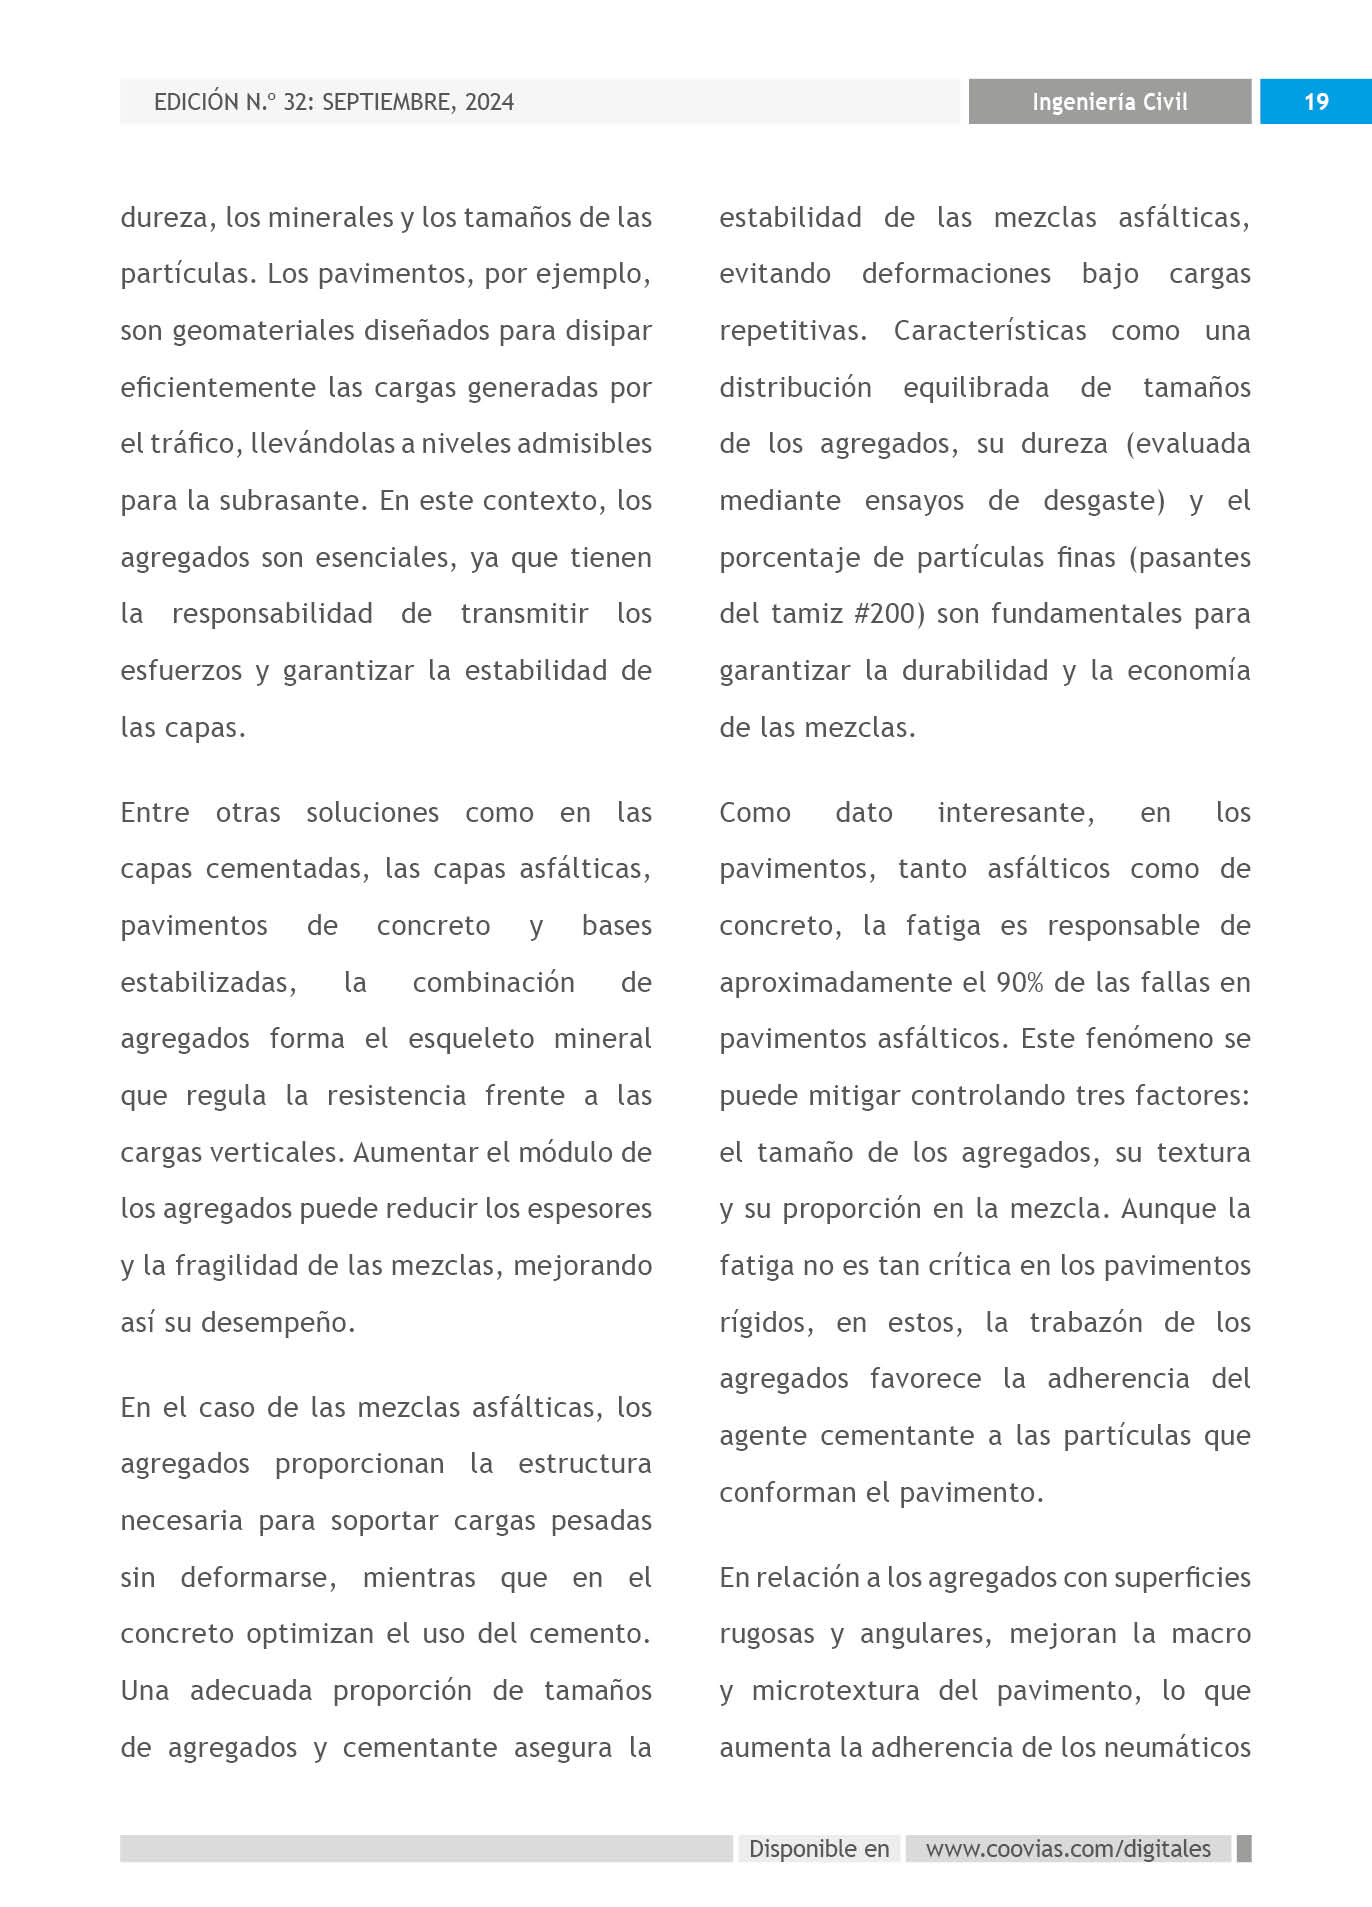 EDICIÓN N.º 32: SEPTIEMBRE, 2024
Ingeniería Civil
19
dureza, los minerales y los tamaños de las
partículas. Los pavimentos, por ejemplo,
son geomateriales diseñados para disipar
eficientemente las cargas generadas por
el tráfico, llevándolas a niveles admisibles
para la subrasante. En este contexto, los
agregados son esenciales, ya que tienen
la responsabilidad de transmitir los
esfuerzos y garantizar la estabilidad de
las capas.
Entre otras soluciones como en las
capas cementadas, las capas asfálticas,
pavimentos de concreto y bases
estabilizadas, la combinación de
agregados forma el esqueleto mineral
que regula la resistencia frente a las
cargas verticales. Aumentar el módulo de
los agregados puede reducir los espesores
y la fragilidad de las mezclas, mejorando
así su desempeño.
En el caso de las mezclas asfálticas, los
agregados proporcionan la estructura
necesaria para soportar cargas pesadas
sin deformarse, mientras que en el
concreto optimizan el uso del cemento.
Una adecuada proporción de tamaños
de agregados y cementante asegura la
estabilidad de las mezclas asfálticas,
evitando deformaciones bajo cargas
repetitivas. Características como una
distribución equilibrada de tamaños
de los agregados, su dureza (evaluada
mediante ensayos de desgaste) y el
porcentaje de partículas finas (pasantes
del tamiz #200) son fundamentales para
garantizar la durabilidad y la economía
de las mezclas.
Como dato interesante, en los
pavimentos, tanto asfálticos como de
concreto, la fatiga es responsable de
aproximadamente el 90% de las fallas en
pavimentos asfálticos. Este fenómeno se
puede mitigar controlando tres factores:
el tamaño de los agregados, su textura
y su proporción en la mezcla. Aunque la
fatiga no es tan crítica en los pavimentos
rígidos, en estos, la trabazón de los
agregados favorece la adherencia del
agente cementante a las partículas que
conforman el pavimento.
En relación a los agregados con superficies
rugosas y angulares, mejoran la macro
y microtextura del pavimento, lo que
aumenta la adherencia de los neumáticos
Disponible en
www.coovias.com/digitales